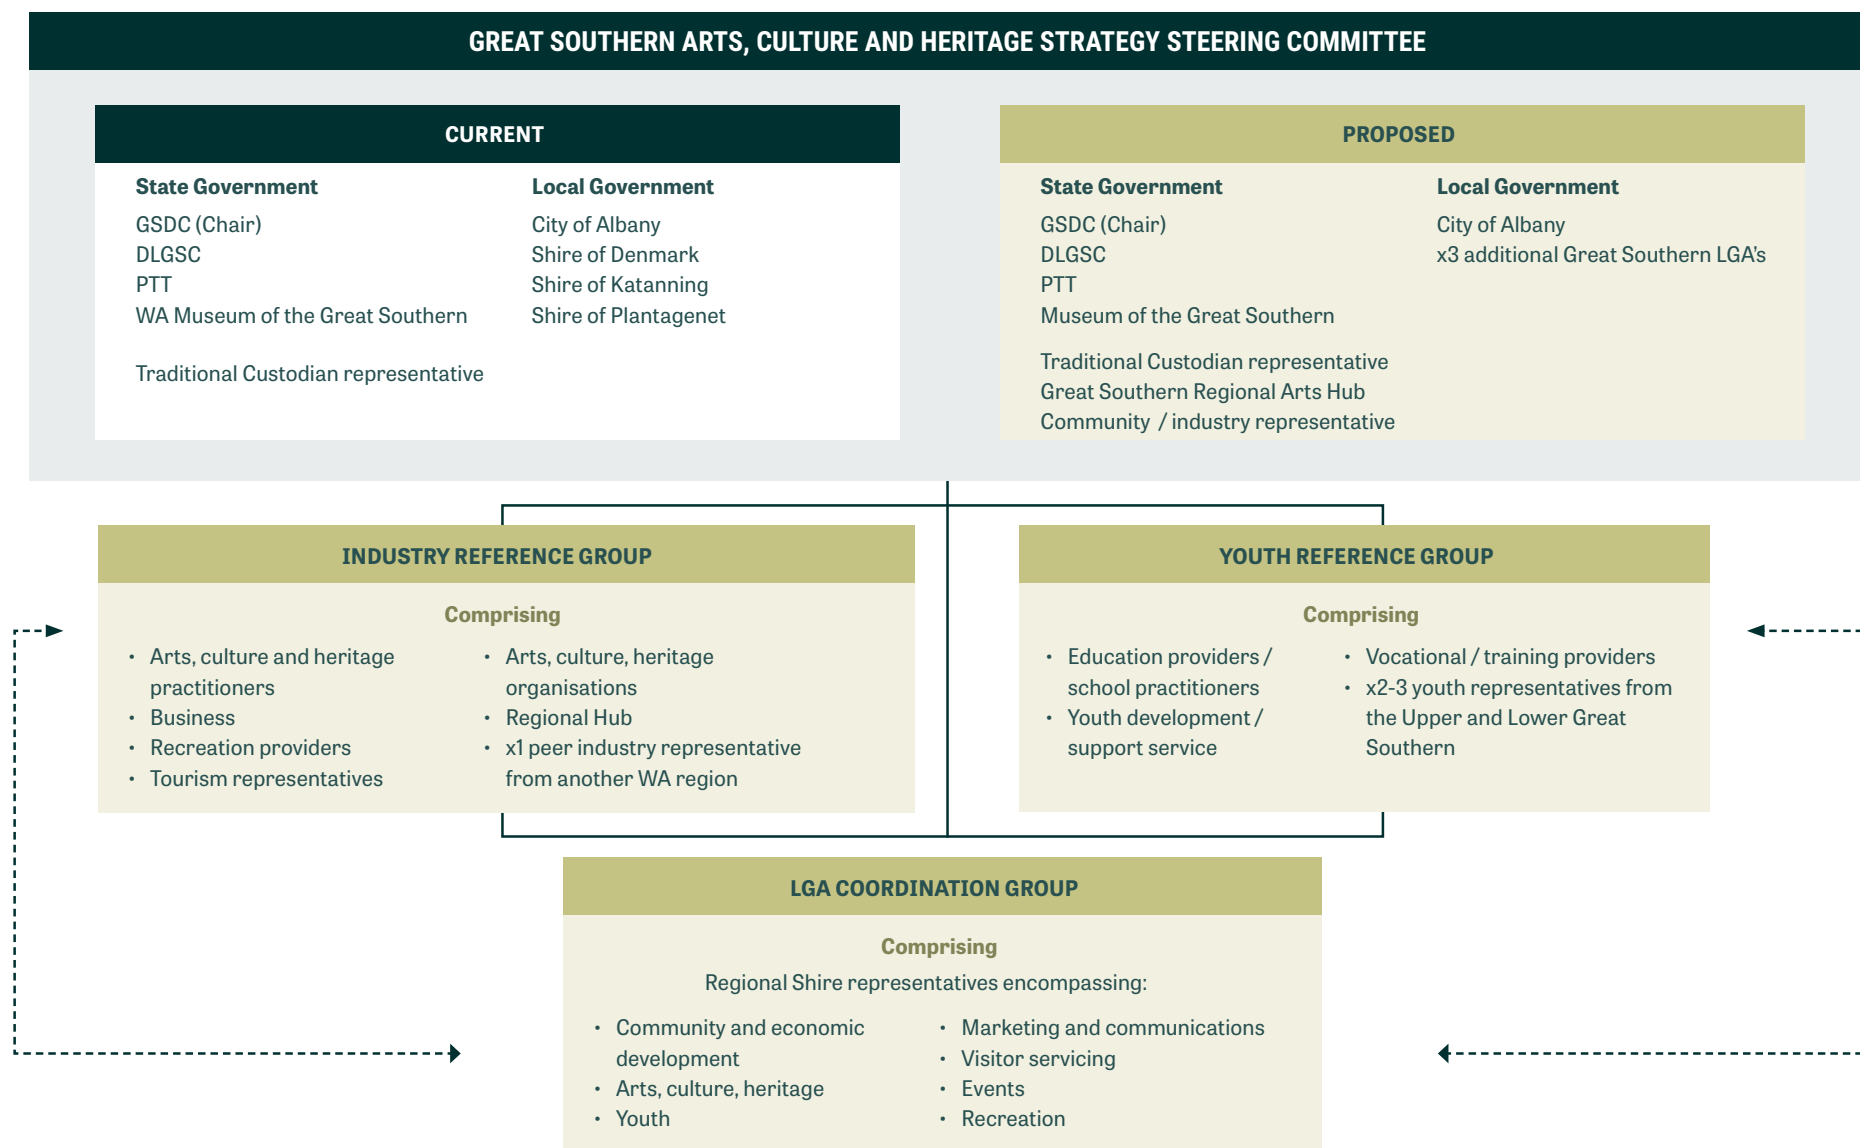 GREAT SOUTHERN ARTS, CULTURE AND HERITAGE STRATEGY STEERING COMMITTEE
CURRENT
State Government
GSDC (Chair)
DLGSC
PTT
WA Museum of the Great Southern
Traditional Custodian representative
Local Government
City of Albany
Shire of Denmark
Shire of Katanning
Shire of Plantagenet
PROPOSED
State Government
GSDC (Chair)
DLGSC
PTT
Museum of the Great Southern
Traditional Custodian representative
Great Southern Regional Arts Hub
Community / industry representative
Local Government
City of Albany
x3 additional Great Southern LGA's
INDUSTRY REFERENCE GROUP
Comprising
• Arts, culture and heritage
practitioners
• Business
• Recreation providers
• Tourism representatives
• Arts, culture, heritage
organisations
• Regional Hub
• x1 peer industry representative
from another WA region
YOUTH REFERENCE GROUP
Comprising
• Education providers /
school practitioners
• Youth development /
support service
• Vocational / training providers
• x2-3 youth representatives from
the Upper and Lower Great
Southern
LGA COORDINATION GROUP
Comprising
Regional Shire representatives encompassing:
• Community and economic
development
• Arts, culture, heritage
• Youth
• Marketing and communications
• Visitor servicing
• Events
• Recreation